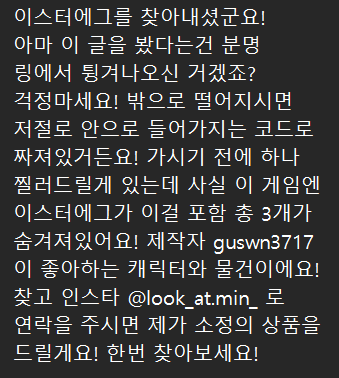 이스터에그를 찾아내셨군요!
아마 이 글을 봤다는건 분명
링에서 튕겨나오신 거겠죠?
걱정마세요! 밖으로 떨어지시면
저절로 안으로 들어가지는 코드로
짜져있거든요! 가시기 전에 하나
찔러드릴게 있는데 사실 이 게임엔
이스터에그가 이걸 포함 총 3개가
숨겨져있어요! 제작자 guswn3717
이 좋아하는 캐릭터와 물건이에요!
찾고 인스타 @look_at.min_ 로
연락을 주시면 제가 소정의 상품을
드릴게요! 한번 찾아보세요!